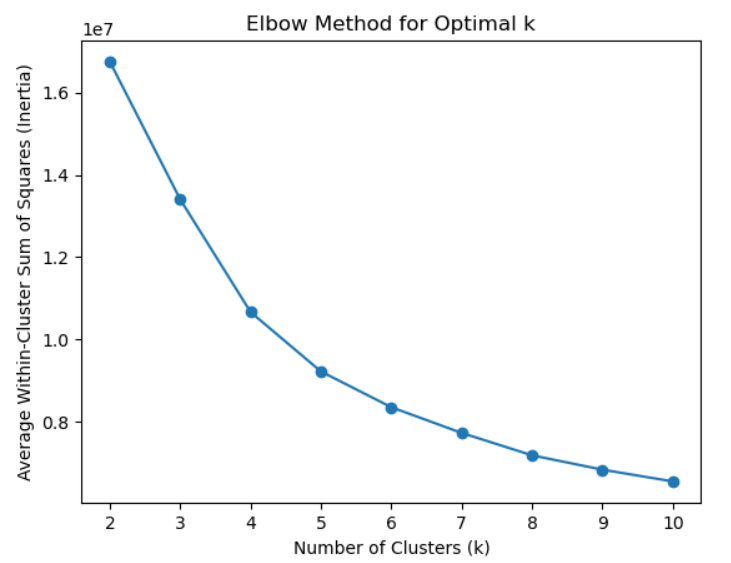 Elbow Method for Optimal k
1e7
1.6
1.4
1.2
1.0
0.8
Average Within-Cluster Sum of Squares (Inertia)
2 3 4 5 6 7 8 9 10
Number of Clusters (k)